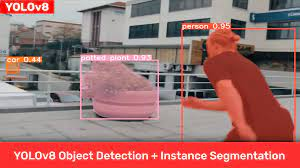 YOLOv8
person 0.95
potted plant 0.93
car 0.44
YOLOv8 Object Detection + Instance Segmentation